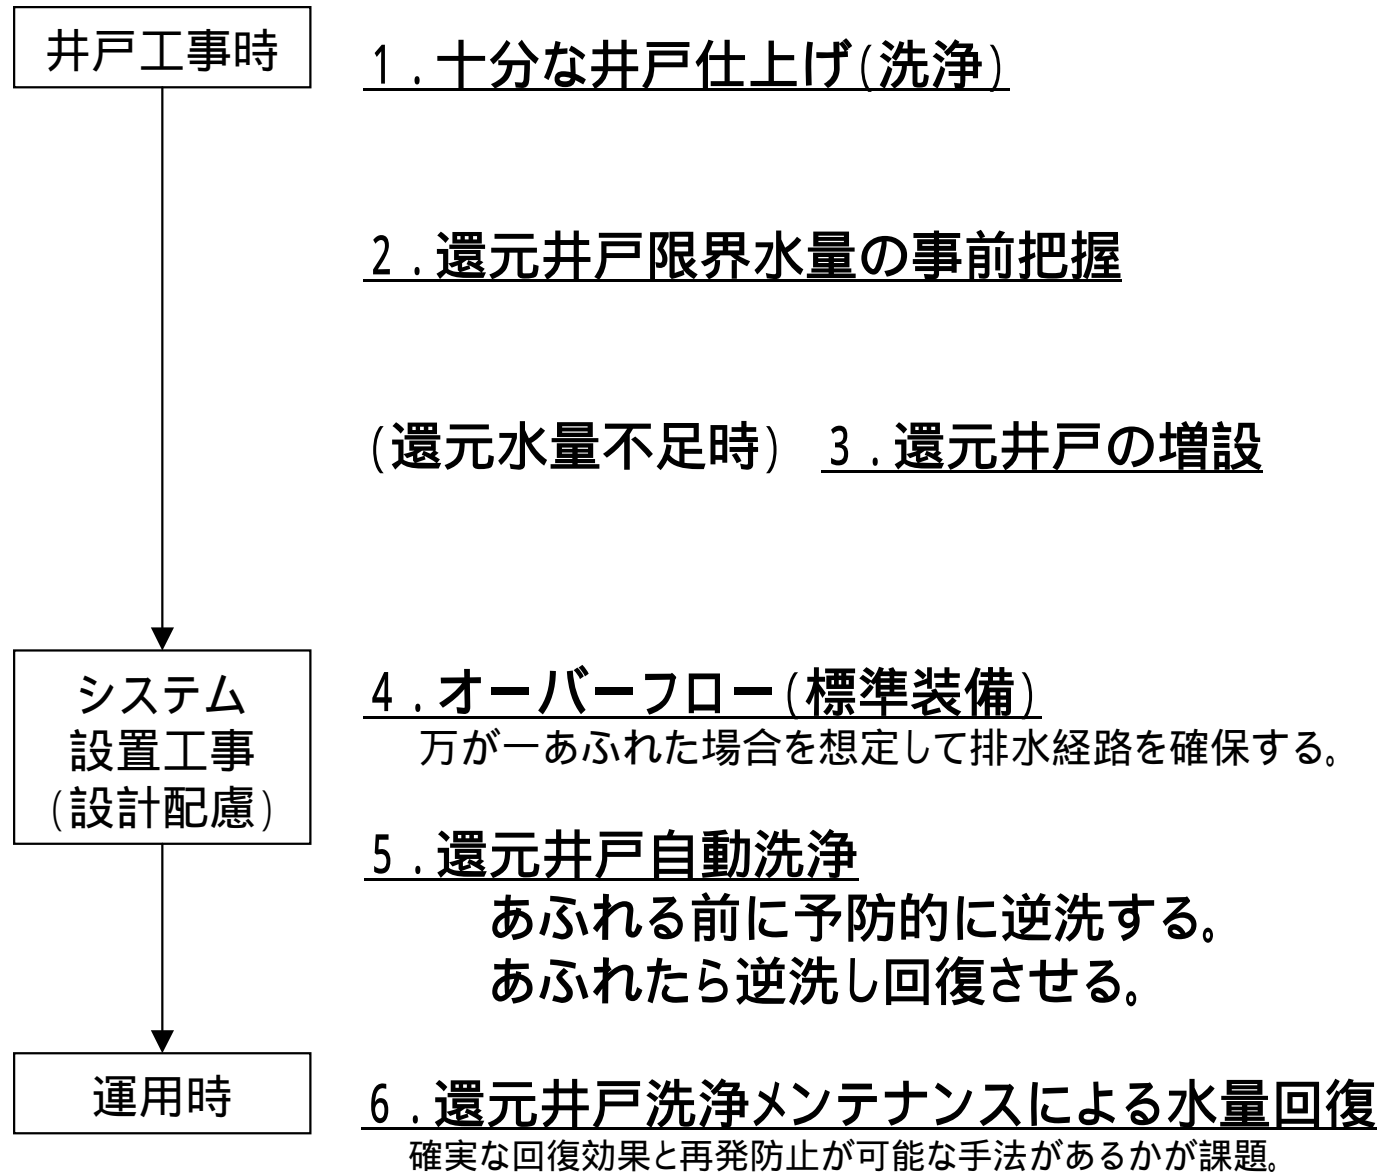 井戸工事時
1．十分な井戸仕上げ(洗浄)
2．還元井戸限界水量の事前把握
(還元水量不足時) 3．還元井戸の増設
システム
設置工事
(設計配慮)
4．オーバーフロー(標準装備)
万が一あふれた場合を想定して排水経路を確保する。
5．還元井戸自動洗浄
あふれる前に予防的に逆洗する。
あふれたら逆洗し回復させる。
運用時
6．還元井戸洗浄メンテナンスによる水量回復
確実な回復効果と再発防止が可能な手法があるかが課題。